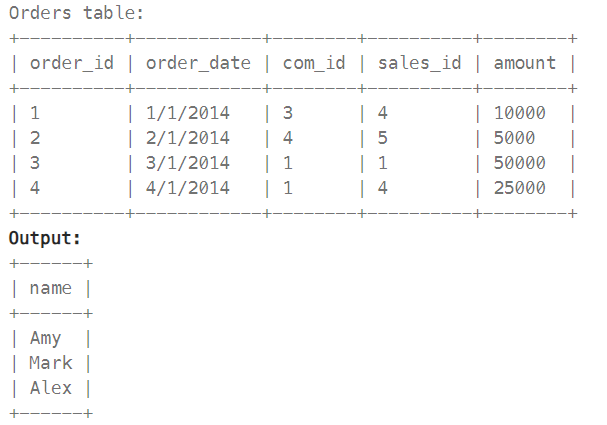 Orders table:
+----------+------------+--------+----------+--------+
| order_id | order_date | com_id | sales_id | amount |
+----------+------------+--------+----------+--------+
| 1        | 1/1/2014   | 3      | 4        | 10000  |
| 2        | 2/1/2014   | 4      | 5        | 5000   |
| 3        | 3/1/2014   | 1      | 1        | 50000  |
| 4        | 4/1/2014   | 1      | 4        | 25000  |
+----------+------------+--------+----------+--------+
Output:
+------+
| name |
+------+
| Amy  |
| Mark |
| Alex |
+------+